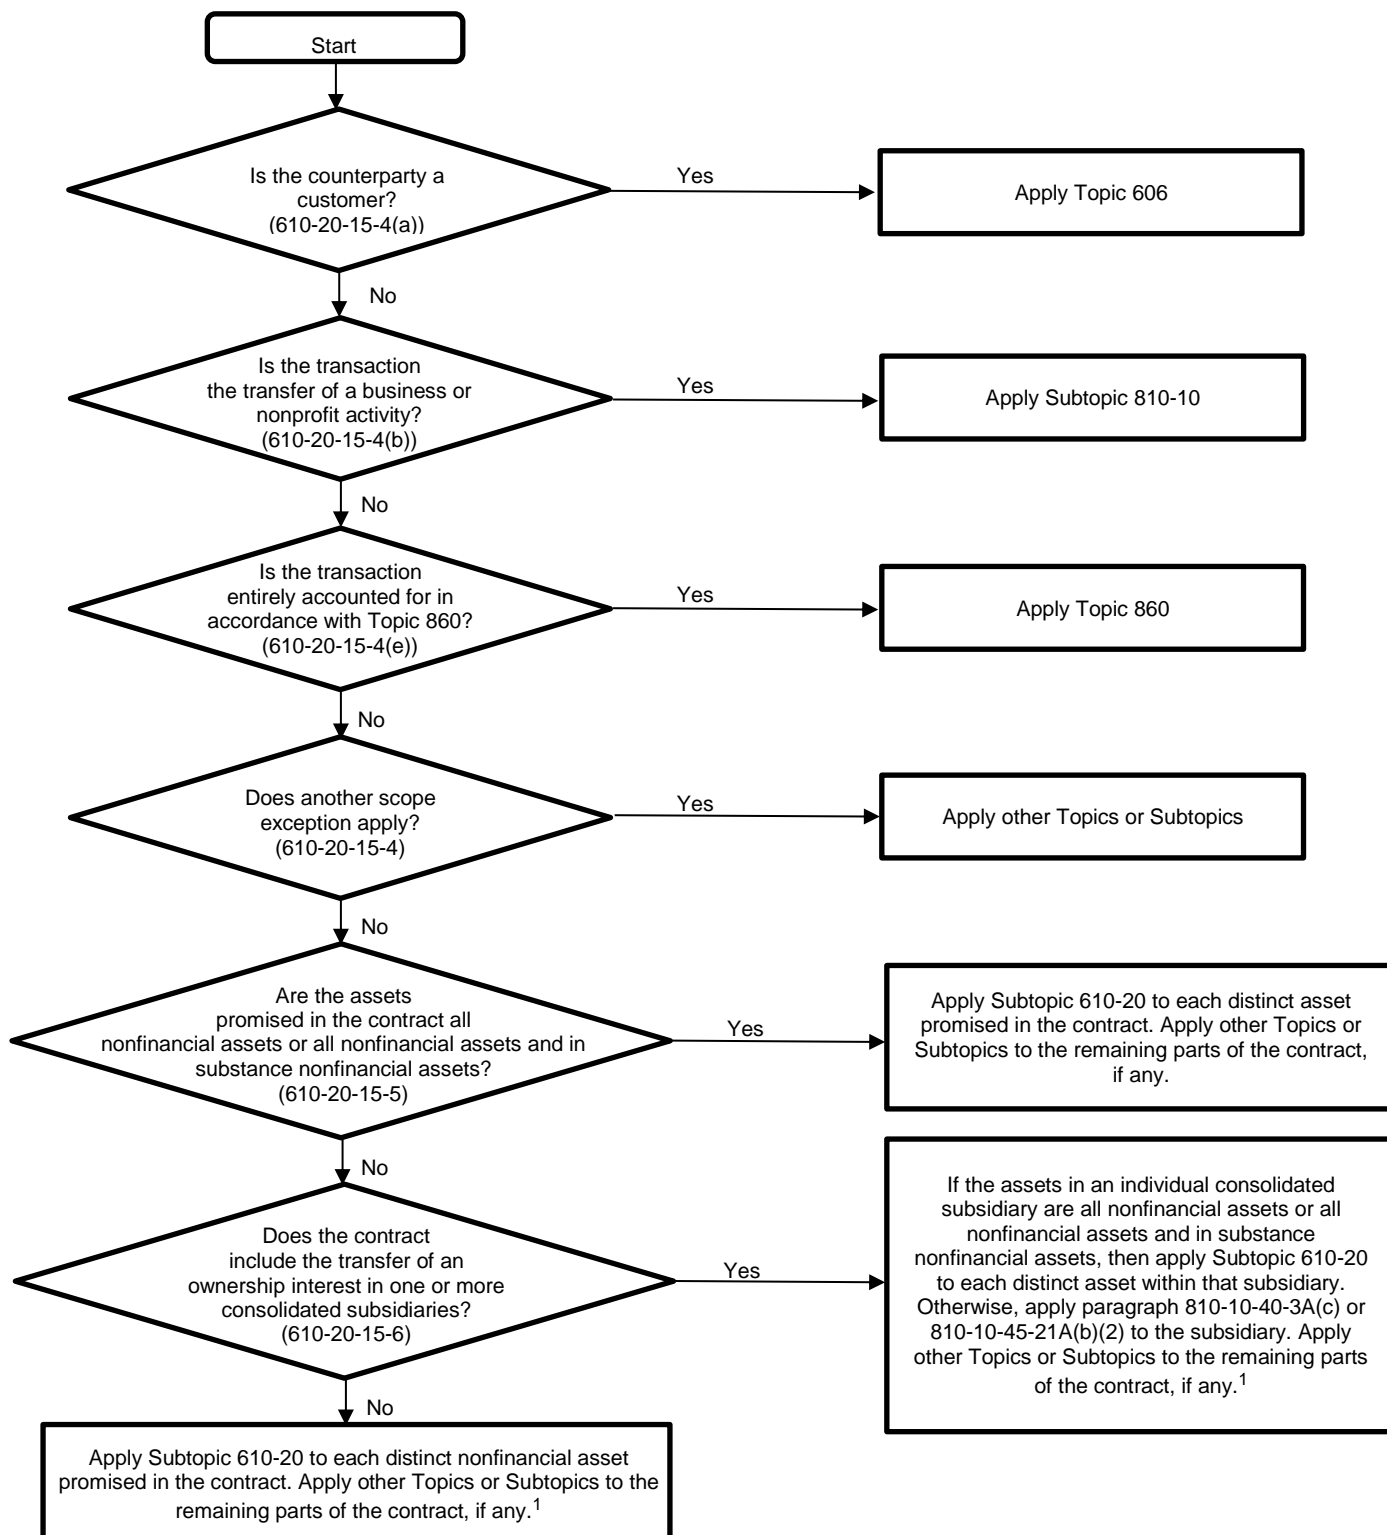 Start
Is the counterparty a
customer?
(610-20-15-4(a))
Yes
Apply Topic 606
No
Is the transaction
the transfer of a business or
nonprofit activity?
(610-20-15-4(b))
Yes
Apply Subtopic 810-10
No
Is the transaction
entirely accounted for in
accordance with Topic 860?
(610-20-15-4(e))
Yes
Apply Topic 860
No
Does another scope
exception apply?
(610-20-15-4)
Yes
Apply other Topics or Subtopics
No
Are the assets
promised in the contract all
nonfinancial assets or all nonfinancial assets and in
substance nonfinancial assets?
(610-20-15-5)
Yes
Apply Subtopic 610-20 to each distinct asset
promised in the contract. Apply other Topics or
Subtopics to the remaining parts of the contract,
if any.
No
Does the contract
include the transfer of an
ownership interest in one or more
consolidated subsidiaries?
(610-20-15-6)
Yes
If the assets in an individual consolidated
subsidiary are all nonfinancial assets or all
nonfinancial assets and in substance
nonfinancial assets, then apply Subtopic 610-20
to each distinct asset within that subsidiary.
Otherwise, apply paragraph 810-10-40-3A(c) or
810-10-45-21A(b)(2) to the subsidiary. Apply
other Topics or Subtopics to the remaining parts
of the contract, if any.1
No
Apply Subtopic 610-20 to each distinct nonfinancial asset
promised in the contract. Apply other Topics or Subtopics to the
remaining parts of the contract, if any.1